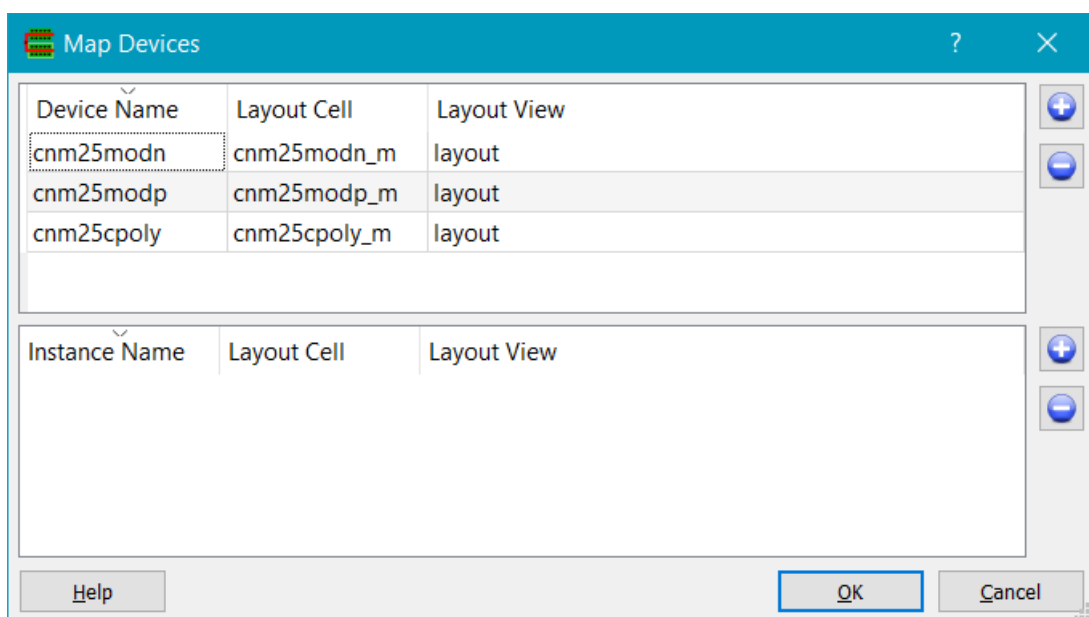 Map Devices ?
Device Name Layout Cell Layout View
cnm25modn cnm25modn_m layout
cnm25modp cnm25modp_m layout
cnm25cpoly cnm25cpoly_m layout
Instance Name Layout Cell Layout View
Help OK Cancel